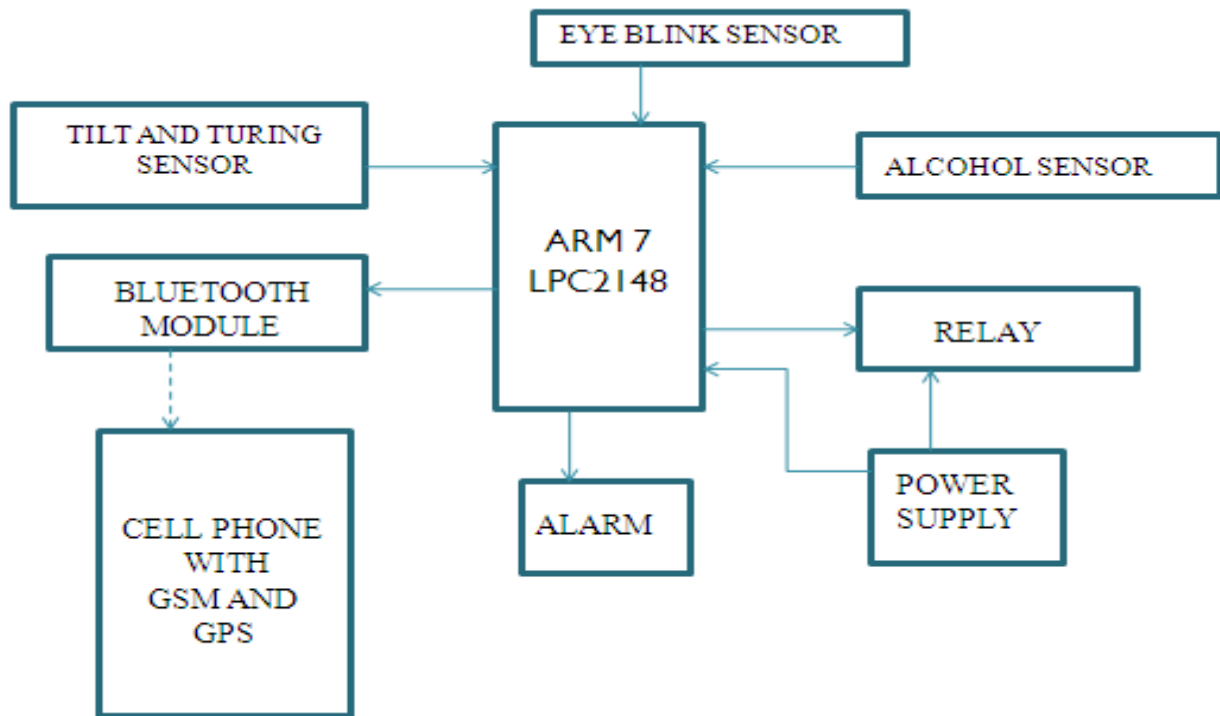 EYE BLINK SENSOR
TILT AND TURING
SENSOR
ALCOHOL SENSOR
ARM 7
LPC2148
BLUETOOTH
MODULE
RELAY
CELL PHONE
WITH
GSM AND
GPS
ALARM
POWER
SUPPLY